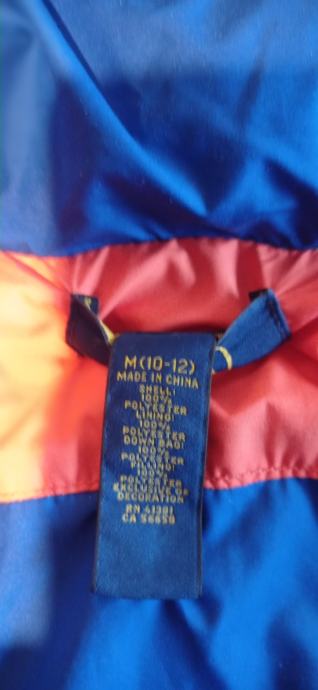 M(10-12)
MADE IN CHINA
SHELL:
100%
POLYESTER
LINING:
100%
POLYESTER
DOWN BAG:
100%
POLYESTER
FILLING:
100%
POLYESTER
EXCLUSIVE OF
DECORATION
RN 41381
CA 56858